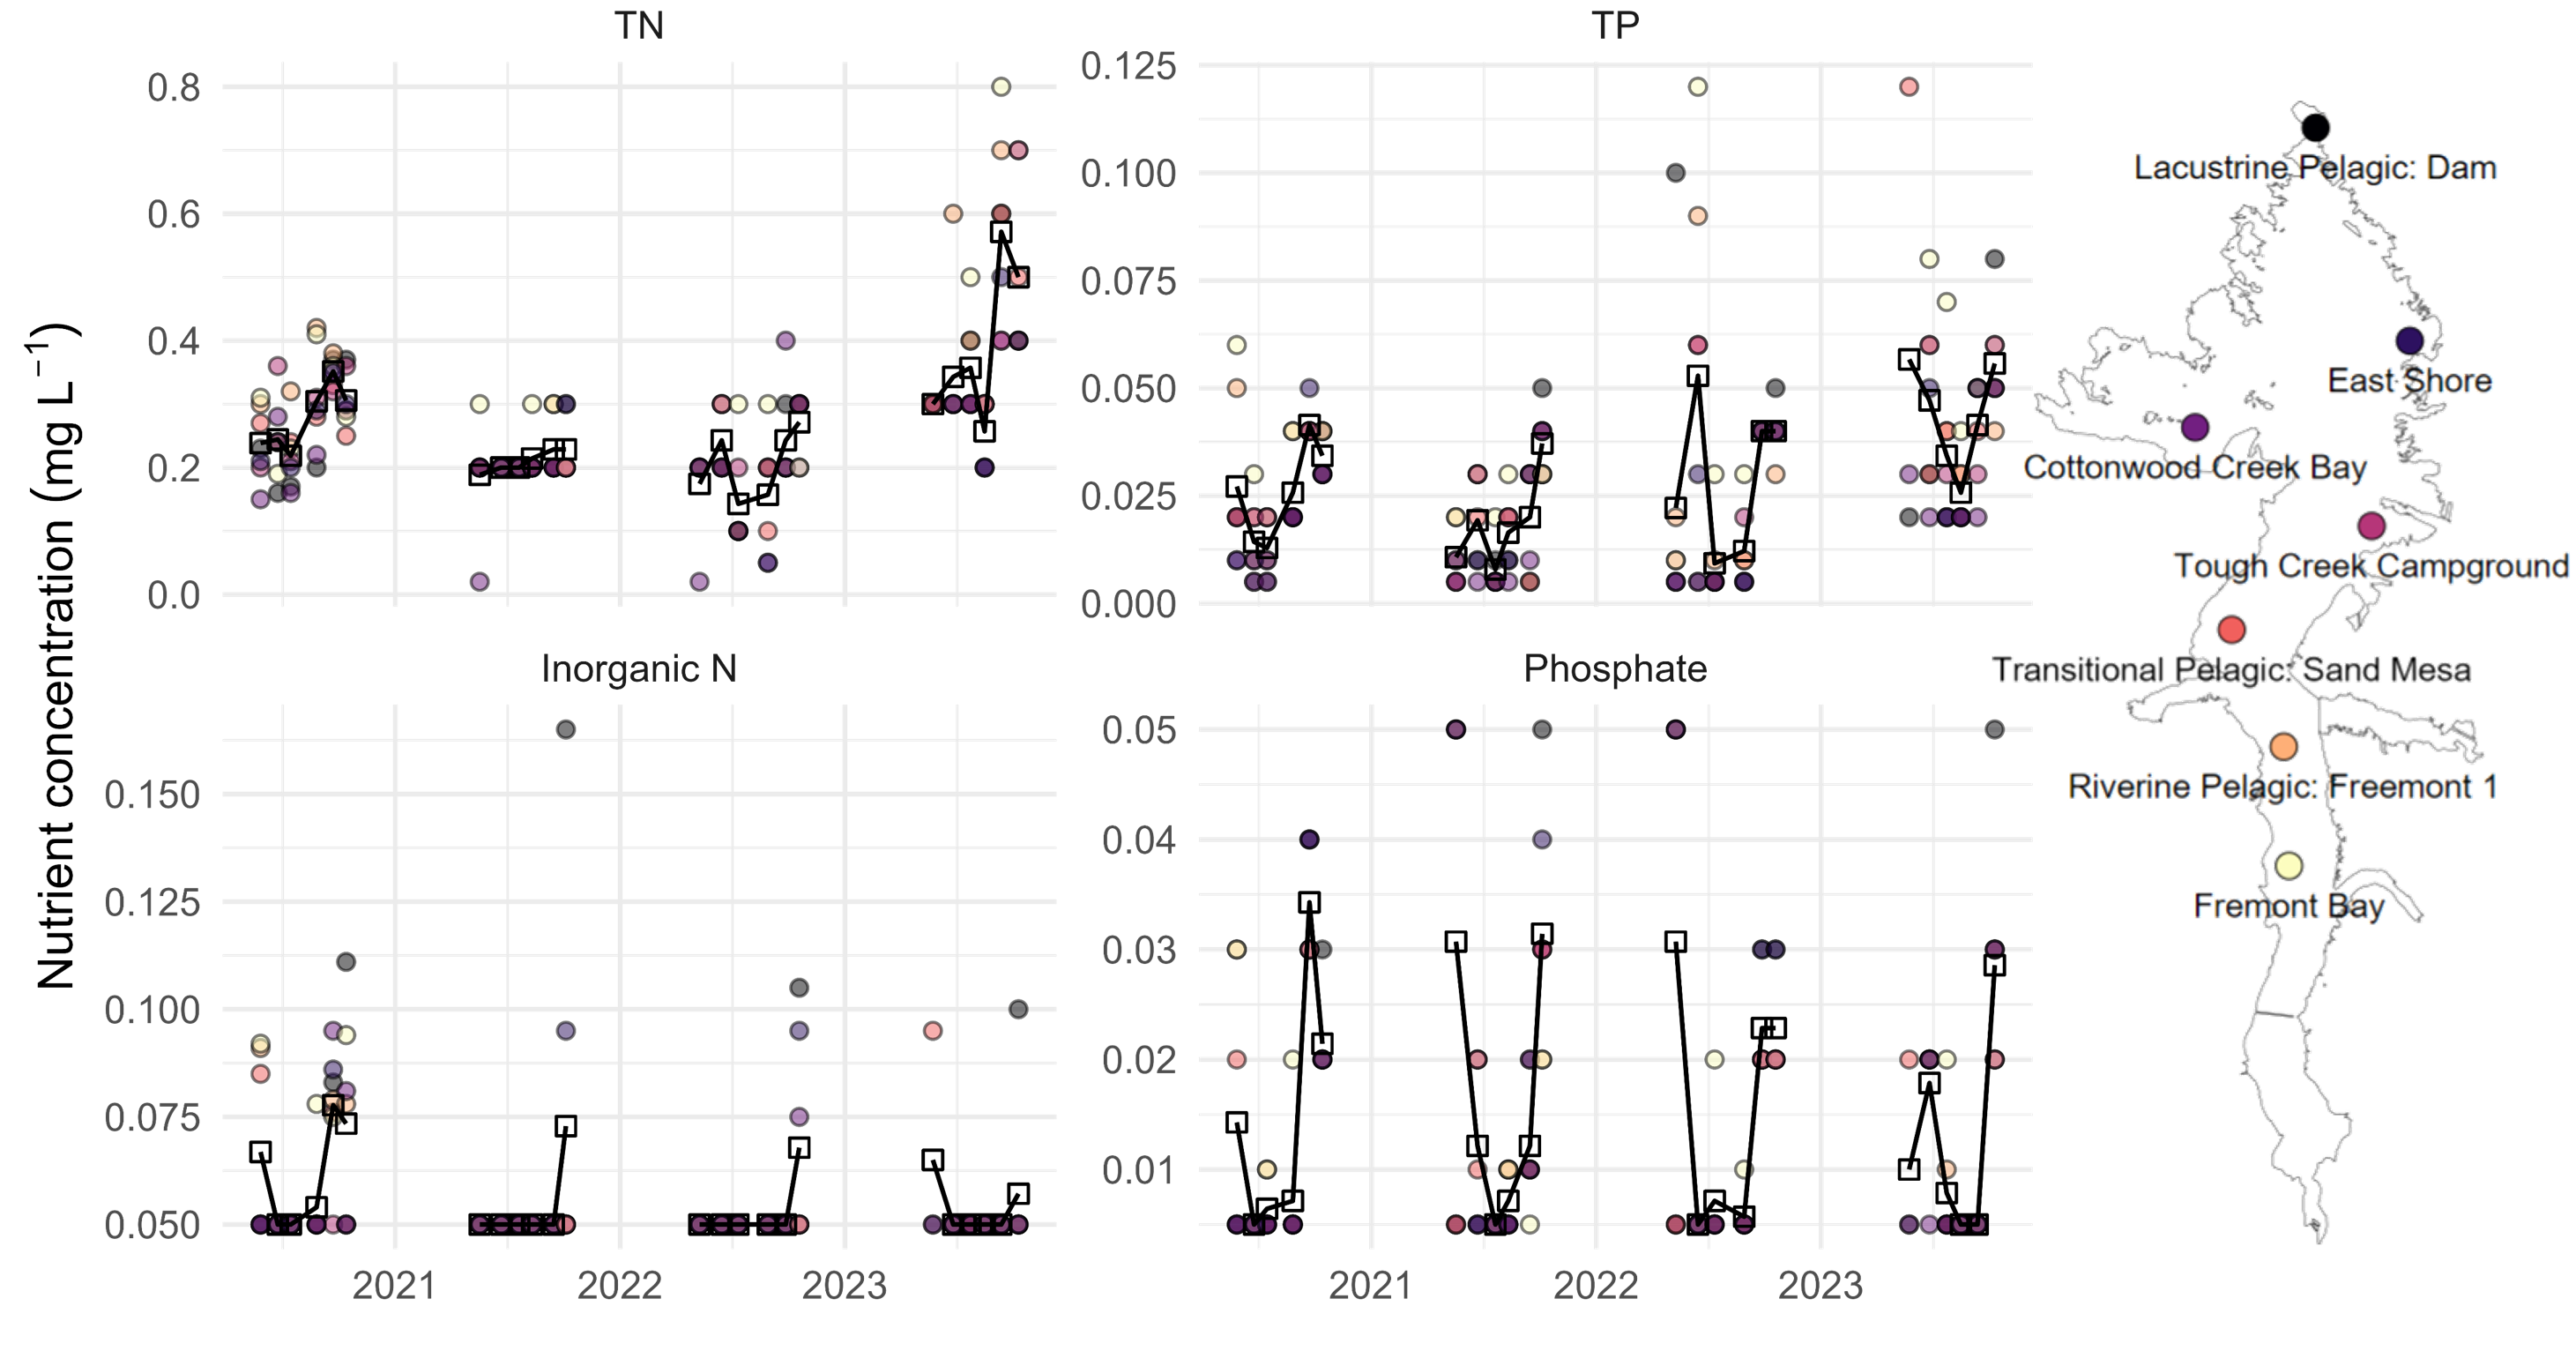 TN
TP
0.8
0.6
0.4
0.2
0.0
0.125
0.100
0.075
0.050
0.025
0.000
Nutrient concentration (mg L⁻¹)
Inorganic N
Phosphate
0.150
0.125
0.100
0.075
0.050
0.05
0.04
0.03
0.02
0.01
2021 2022 2023
2021 2022 2023
Lacustrine Pelagic: Dam
East Shore
Cottonwood Creek Bay
Tough Creek Campground
Transitional Pelagic: Sand Mesa
Riverine Pelagic: Freemont 1
Fremont Bay